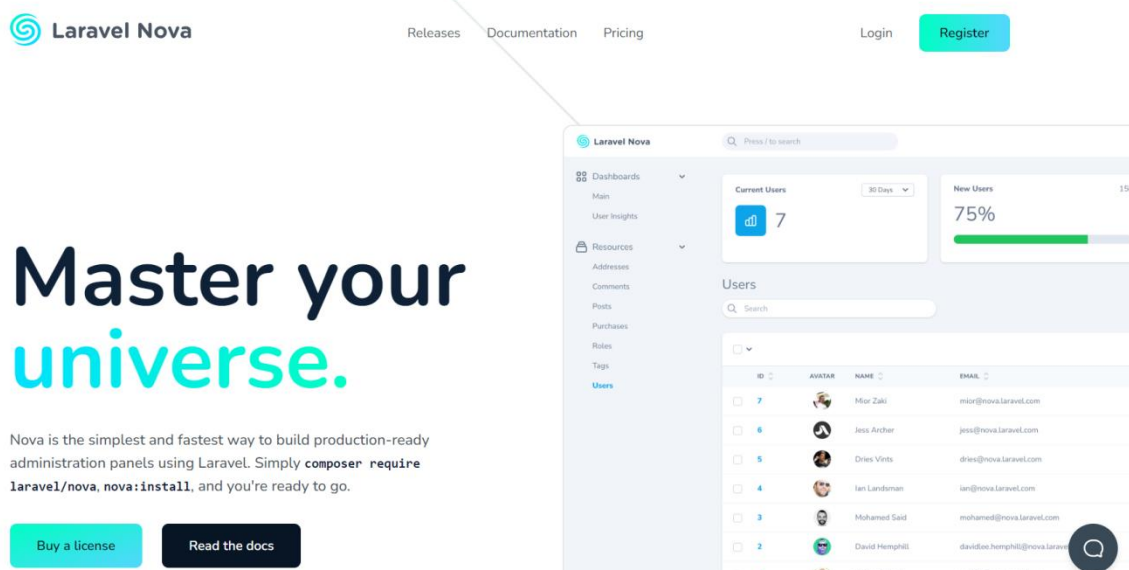 Laravel Nova
Releases Documentation Pricing
Login Register
Master your
universe.
Nova is the simplest and fastest way to build production-ready
administration panels using Laravel. Simply composer require
laravel/nova, nova:install, and you're ready to go.
Buy a license Read the docs
Laravel Nova
Press / to search
Dashboards
Main
User Insights
Resources
Addresses
Comments
Posts
Purchases
Roles
Tags
Users
Current Users 30 Days
7
New Users 15
75%
Users
Search
ID AVATAR NAME EMAIL
7 Mior Zaki mior@nova.laravel.com
6 Jess Archer jess@nova.laravel.com
5 Dries Vints dries@nova.laravel.com
4 Ian Landsman ian@nova.laravel.com
3 Mohamed Said mohamed@nova.laravel.com
2 David Hemphill davidlee.hemphill@nova.larave